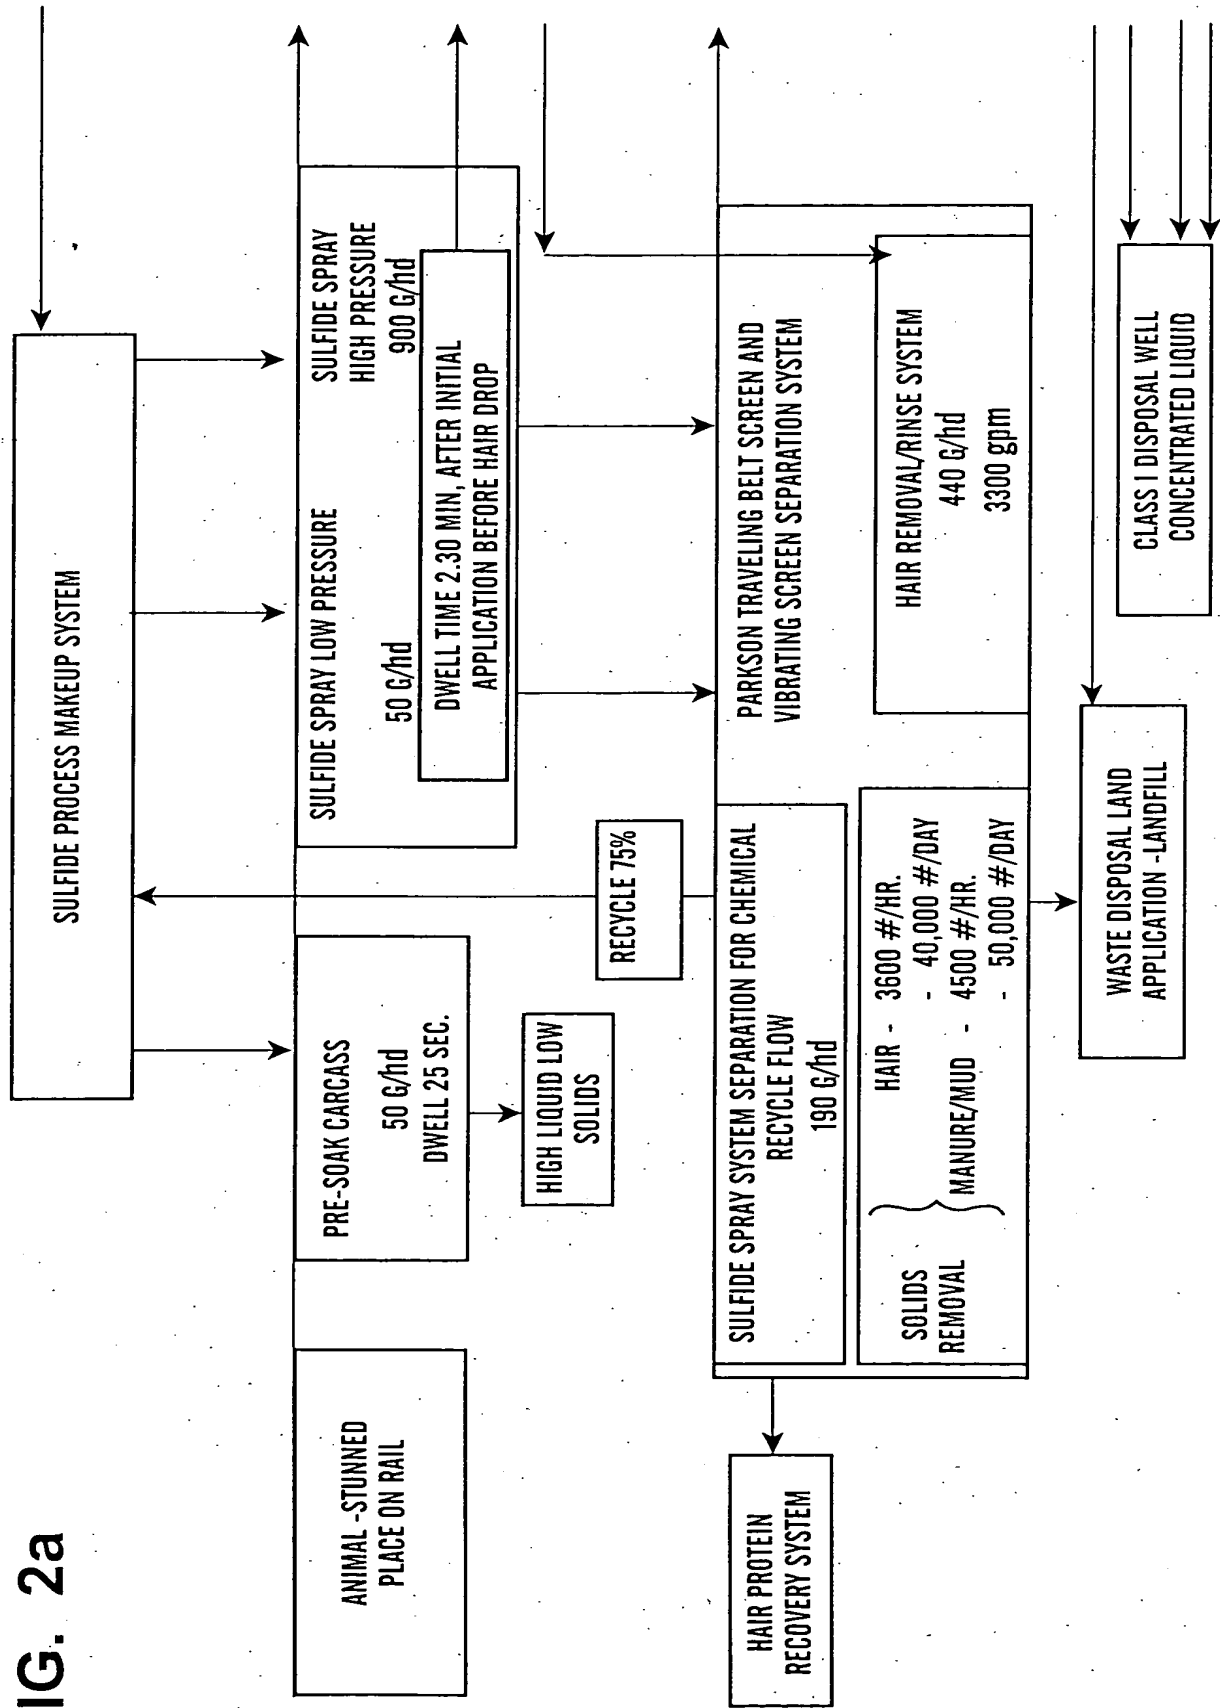 IG. 2a
SULFIDE PROCESS MAKEUP SYSTEM
ANIMAL -STUNNED
PLACE ON RAIL
PRE-SOAK CARCASS
50 G/hd
DWELL 25 SEC.
HIGH LIQUID LOW
SOLIDS
SULFIDE SPRAY LOW PRESSURE
50 G/hd
SULFIDE SPRAY
HIGH PRESSURE
900 G/hd
DWELL TIME 2.30 MIN, AFTER INITIAL
APPLICATION BEFORE HAIR DROP
RECYCLE 75%
HAIR PROTEIN
RECOVERY SYSTEM
SULFIDE SPRAY SYSTEM SEPARATION FOR CHEMICAL
RECYCLE FLOW
190 G/hd
PARKSON TRAVELING BELT SCREEN AND
VIBRATING SCREEN SEPARATION SYSTEM
SOLIDS
REMOVAL
HAIR - 3600 #/HR.
- 40,000 #/DAY
MANURE/MUD - 4500 #/HR.
- 50,000 #/DAY
HAIR REMOVAL/RINSE SYSTEM
440 G/hd
3300 gpm
WASTE DISPOSAL LAND
APPLICATION -LANDFILL
CLASS I DISPOSAL WELL
CONCENTRATED LIQUID